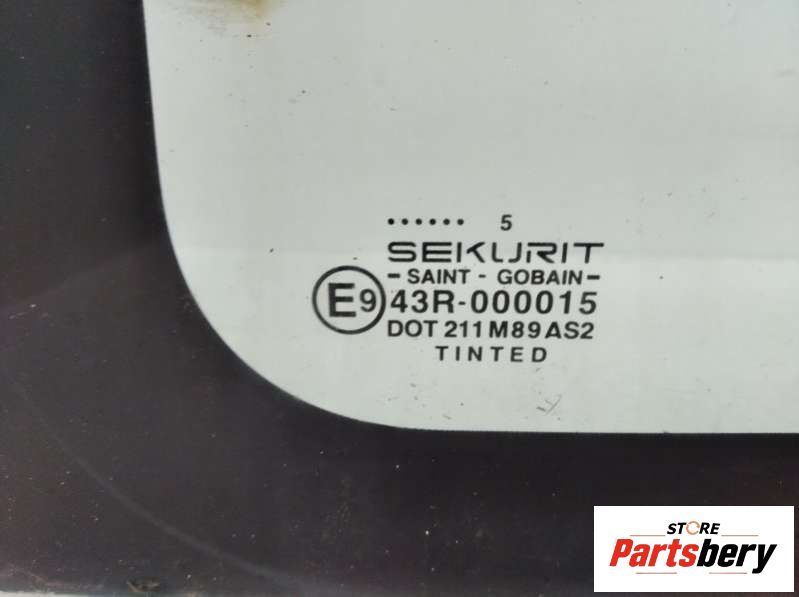 ...... 5
SEKURIT
- SAINT - GOBAIN -
E9 43R-000015
DOT 211 M89 AS2
TINTED
STORE
Partsbery